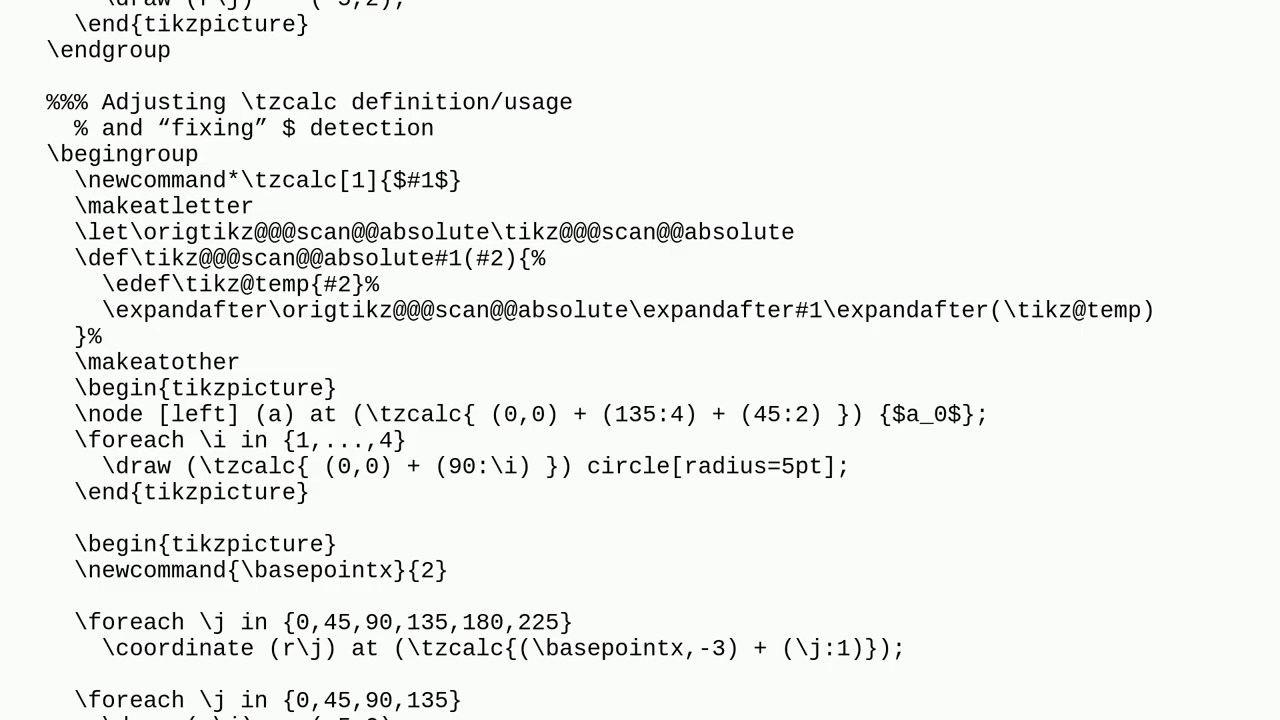 \draw (r\j) -- (-5,2);
\end{tikzpicture}
\endgroup
%%% Adjusting \tzcalc definition/usage
% and “fixing” $ detection
\begingroup
\newcommand*\tzcalc[1]{$#1$}
\makeatletter
\let\origtikz@@@scan@@absolute\tikz@@@scan@@absolute
\def\tikz@@@scan@@absolute#1(#2){%
\edef\tikz@temp{#2}%
\expandafter\origtikz@@@scan@@absolute\expandafter#1\expandafter(\tikz@temp)
}%
\makeatother
\begin{tikzpicture}
\node [left] (a) at (\tzcalc{ (0,0) + (135:4) + (45:2) }) {$a_0$};
\foreach \i in {1,...,4}
\draw (\tzcalc{ (0,0) + (90:\i) }) circle[radius=5pt];
\end{tikzpicture}
\begin{tikzpicture}
\newcommand{\basepointx}{2}
\foreach \j in {0,45,90,135,180,225}
\coordinate (r\j) at (\tzcalc{(\basepointx,-3) + (\j:1)});
\foreach \j in {0,45,90,135}